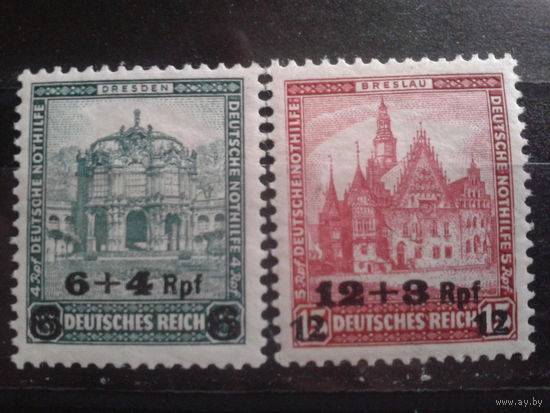 DRESDEN
DEUTSCHE NOTHILFE
4 Rpf
DEUTSCHE NOTHILFE
4 Rpf
6+4 Rpf
6 DEUTSCHES REICH 6
BRESLAU
DEUTSCHE NOTHILFE
5 Rpf
DEUTSCHE NOTHILFE
5 Rpf
12+3 Rpf
12 DEUTSCHES REICH 12
www.ay.by